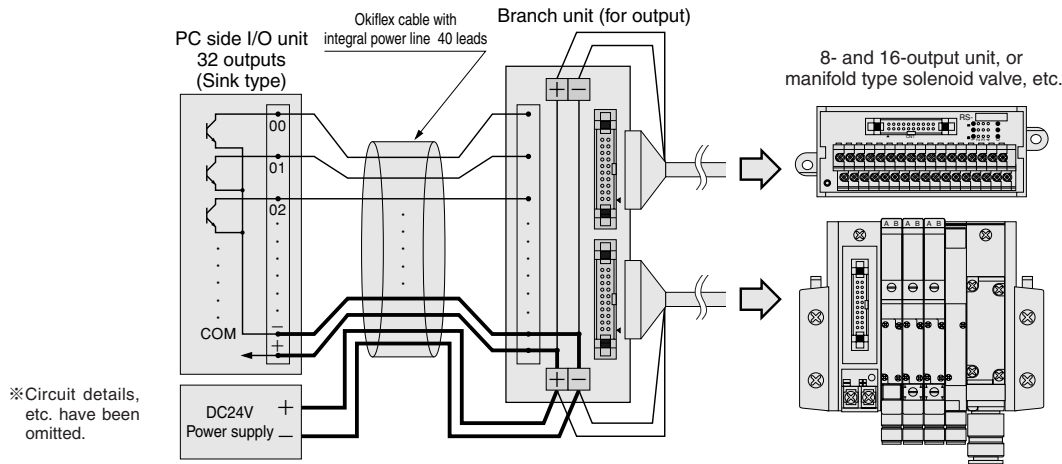 Okiflex cable with
integral power line 40 leads
Branch unit (for output)
PC side I/O unit
32 outputs
(Sink type)
8- and 16-output unit, or
manifold type solenoid valve, etc.
00
01
02
COM
−
+
+ −
+ −
RS-
A B A B A B
DC24V
Power supply
+
−
※Circuit details,
etc. have been
omitted.